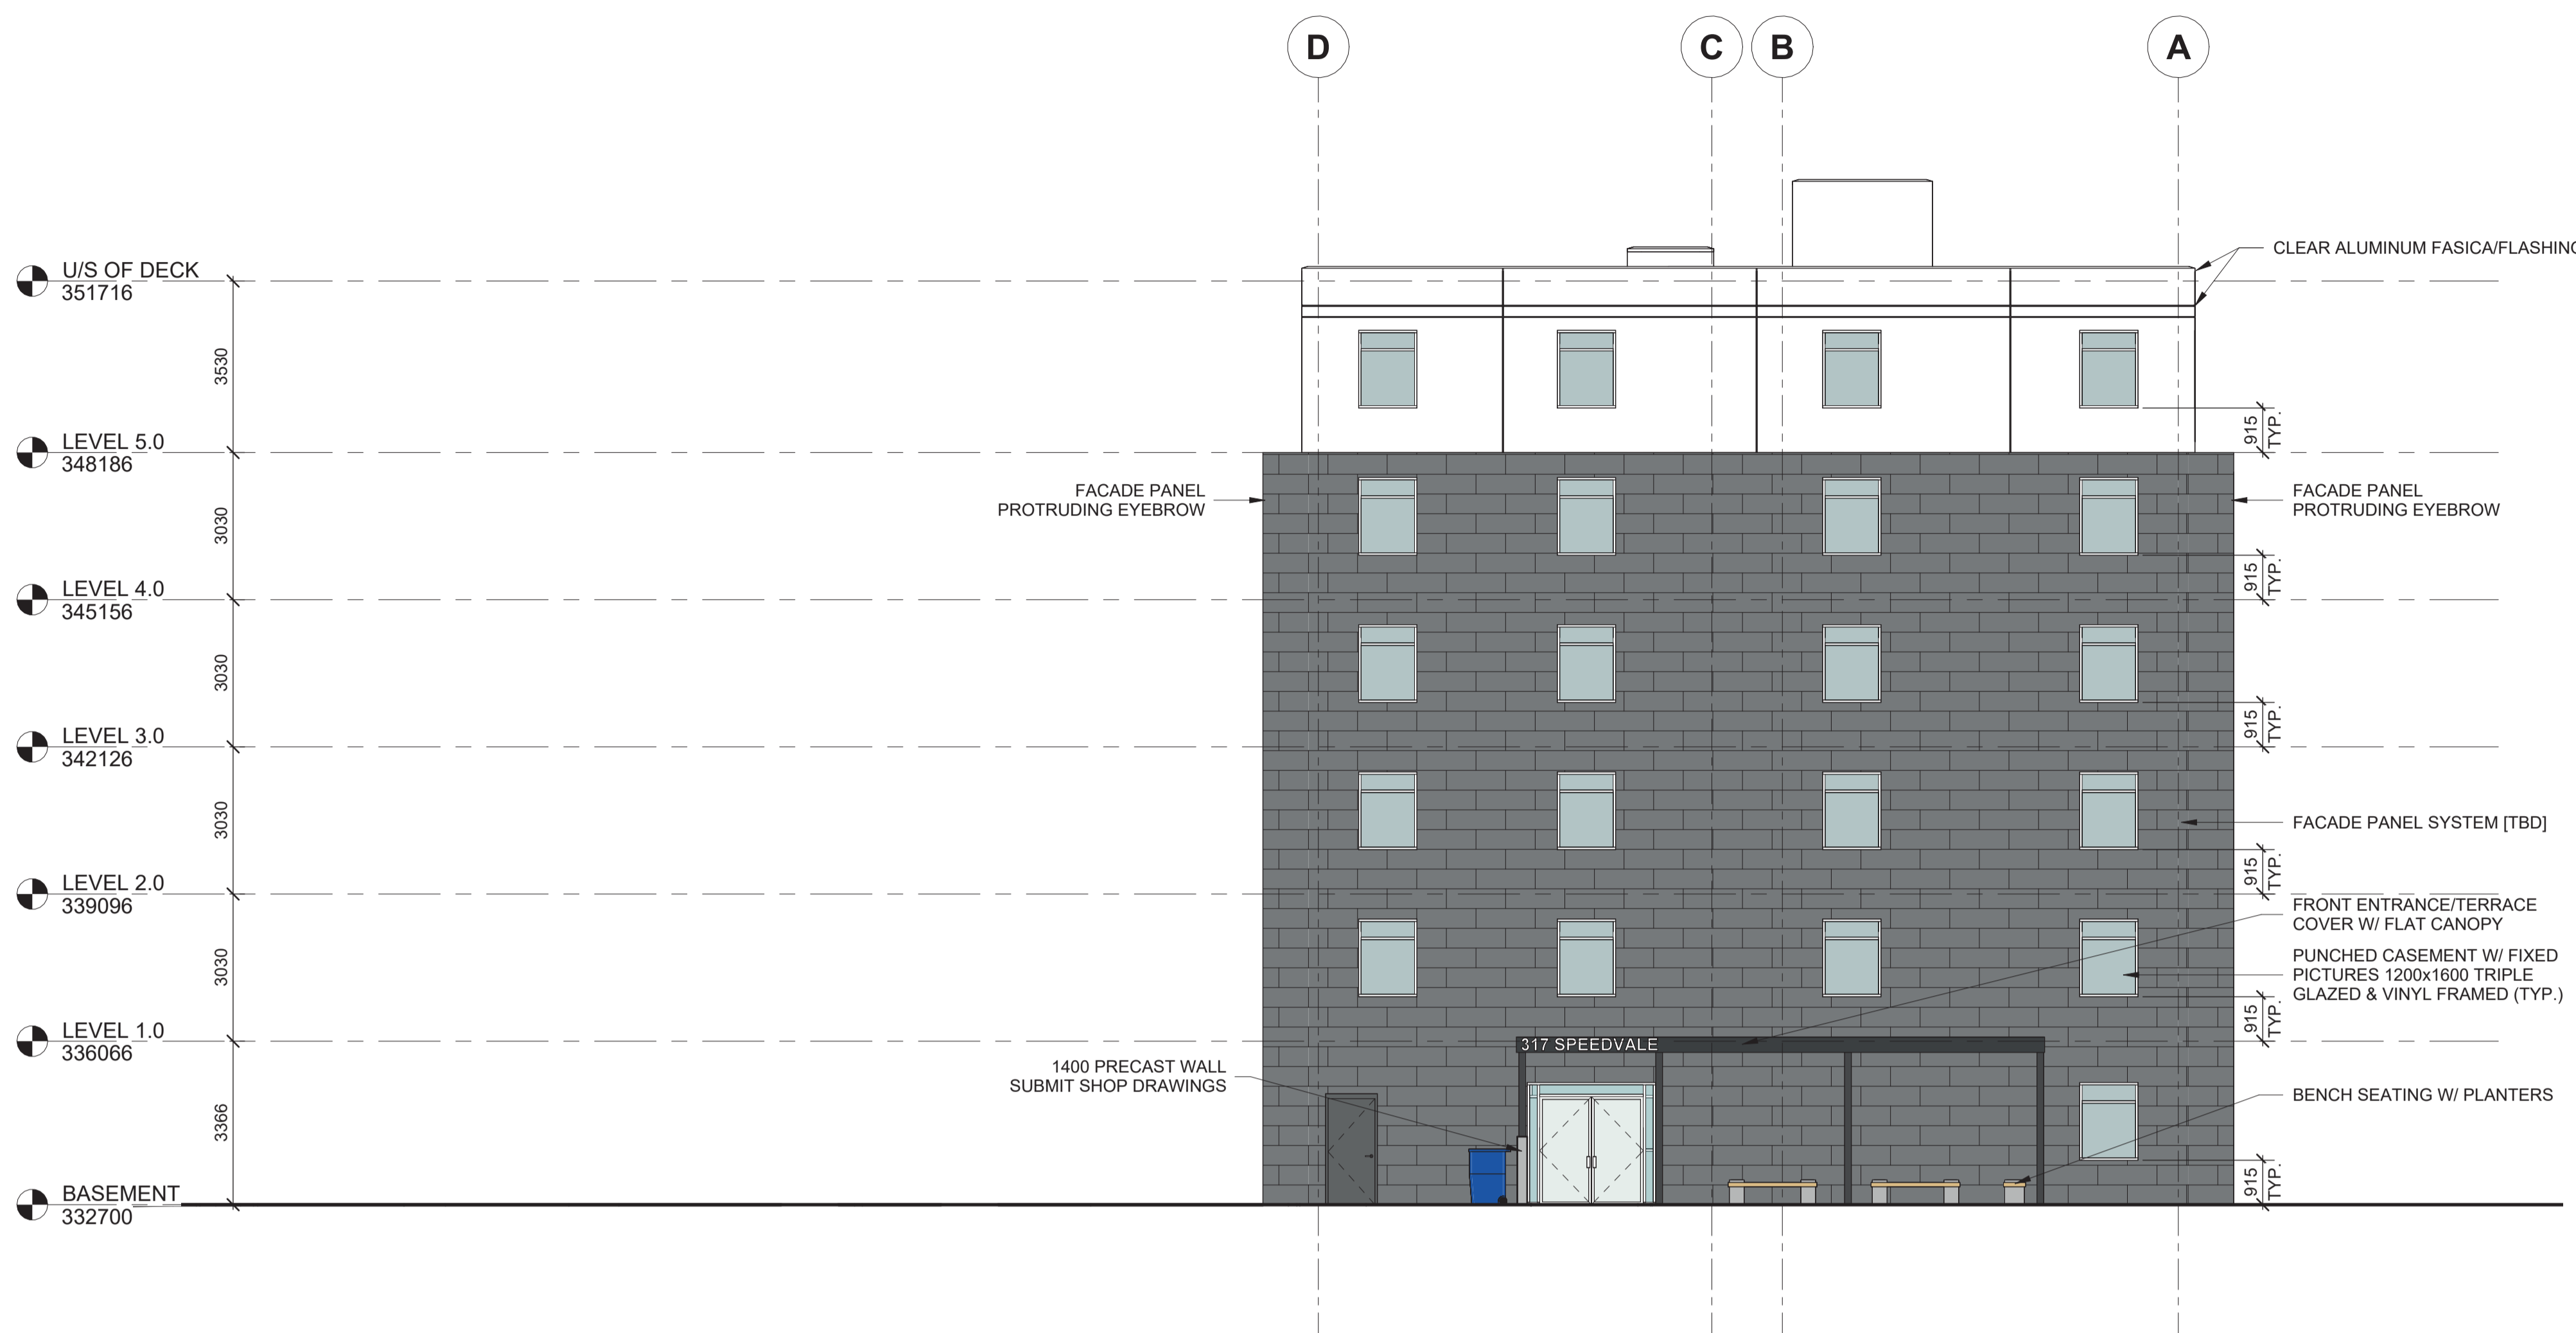 D
C
B
A
U/S OF DECK
351716
CLEAR ALUMINUM FASICA/FLASHING
3530
LEVEL 5.0
348186
915
TYP.
FACADE PANEL
PROTRUDING EYEBROW
FACADE PANEL
PROTRUDING EYEBROW
3030
LEVEL 4.0
345156
915
TYP.
3030
LEVEL 3.0
342126
915
TYP.
3030
FACADE PANEL SYSTEM [TBD]
LEVEL 2.0
339096
915
TYP.
FRONT ENTRANCE/TERRACE
COVER W/ FLAT CANOPY
3030
PUNCHED CASEMENT W/ FIXED
PICTURES 1200x1600 TRIPLE
GLAZED & VINYL FRAMED (TYP.)
LEVEL 1.0
336066
915
TYP.
317 SPEEDVALE
1400 PRECAST WALL
SUBMIT SHOP DRAWINGS
3366
BENCH SEATING W/ PLANTERS
BASEMENT
332700
915
TYP.